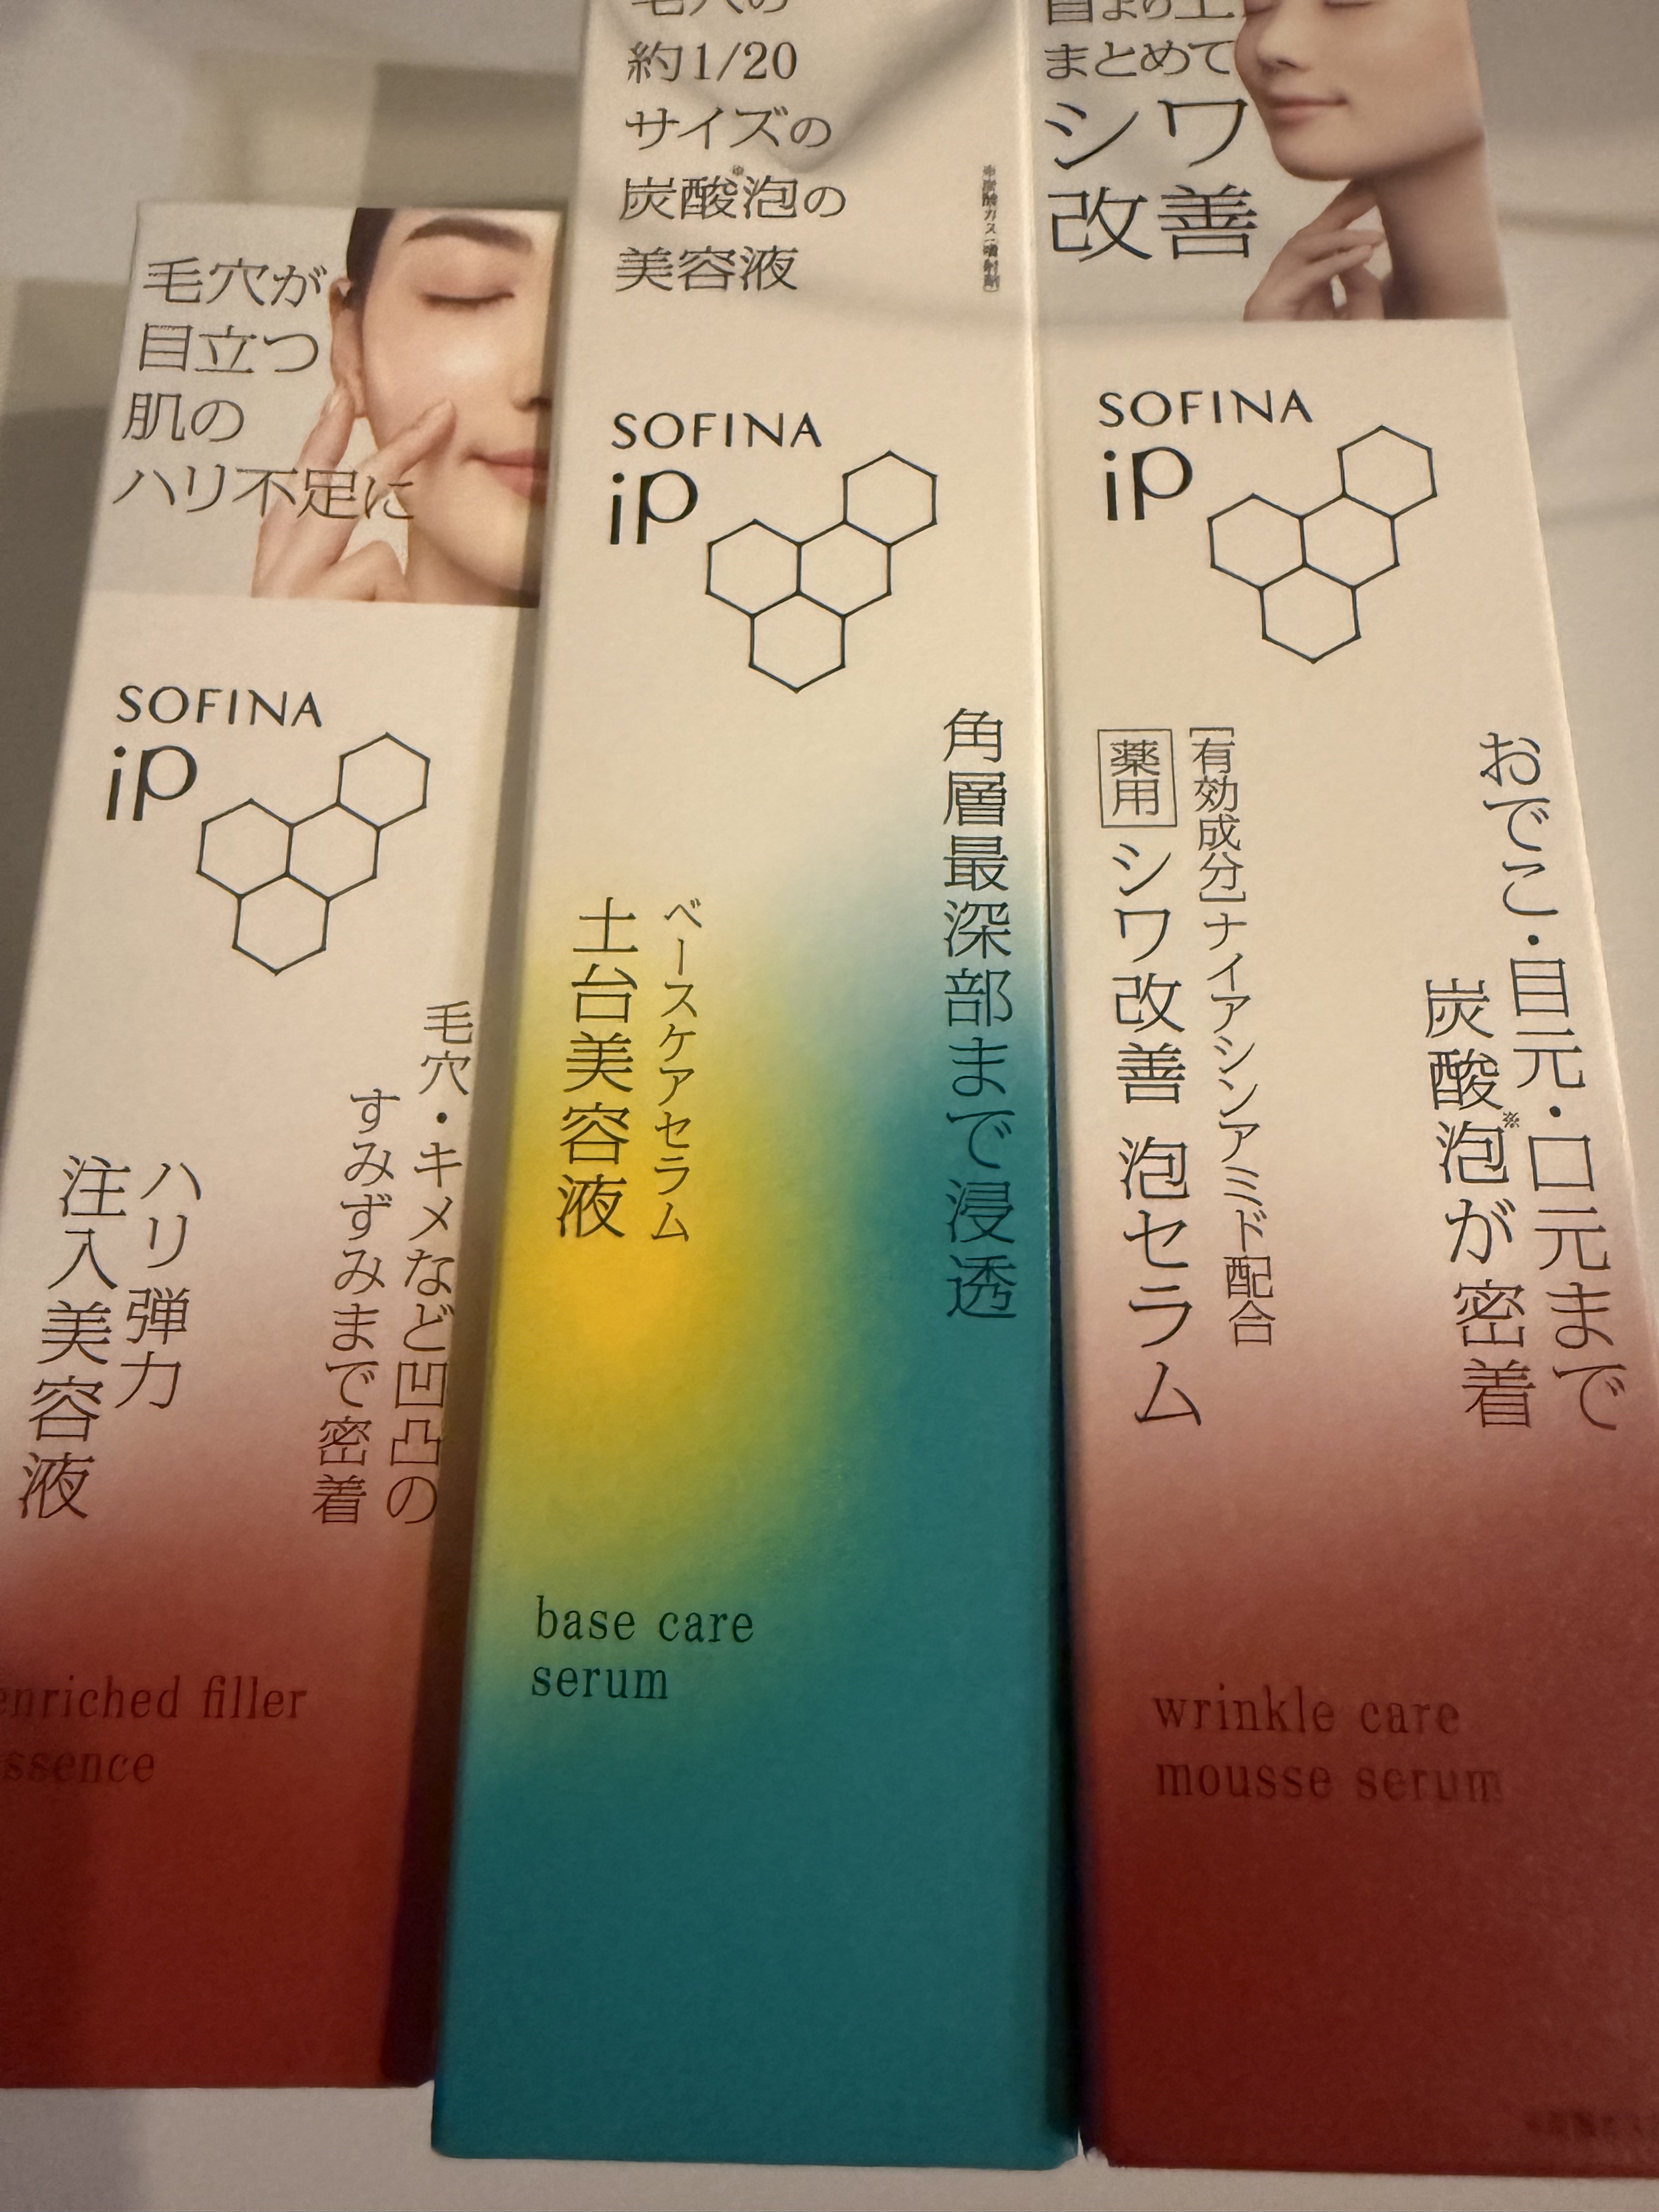 毛穴が
目立つ
肌の
ハリ不足に
SOFINA
iP
毛穴・キメなど凹凸の
すみずみまで密着
ハリ弾力
注入美容液
enriched filler
essence
毛穴の
約1/20
サイズの
炭酸※泡の
美容液
※炭酸ガス(噴射剤)
SOFINA
iP
角層最深部まで浸透
ベースケアセラム
土台美容液
base care
serum
まとめて
シワ
改善
SOFINA
iP
おでこ・目元・口元まで
炭酸※泡が密着
[有効成分]ナイアシンアミド配合
薬用 シワ改善 泡セラム
wrinkle care
mousse serum